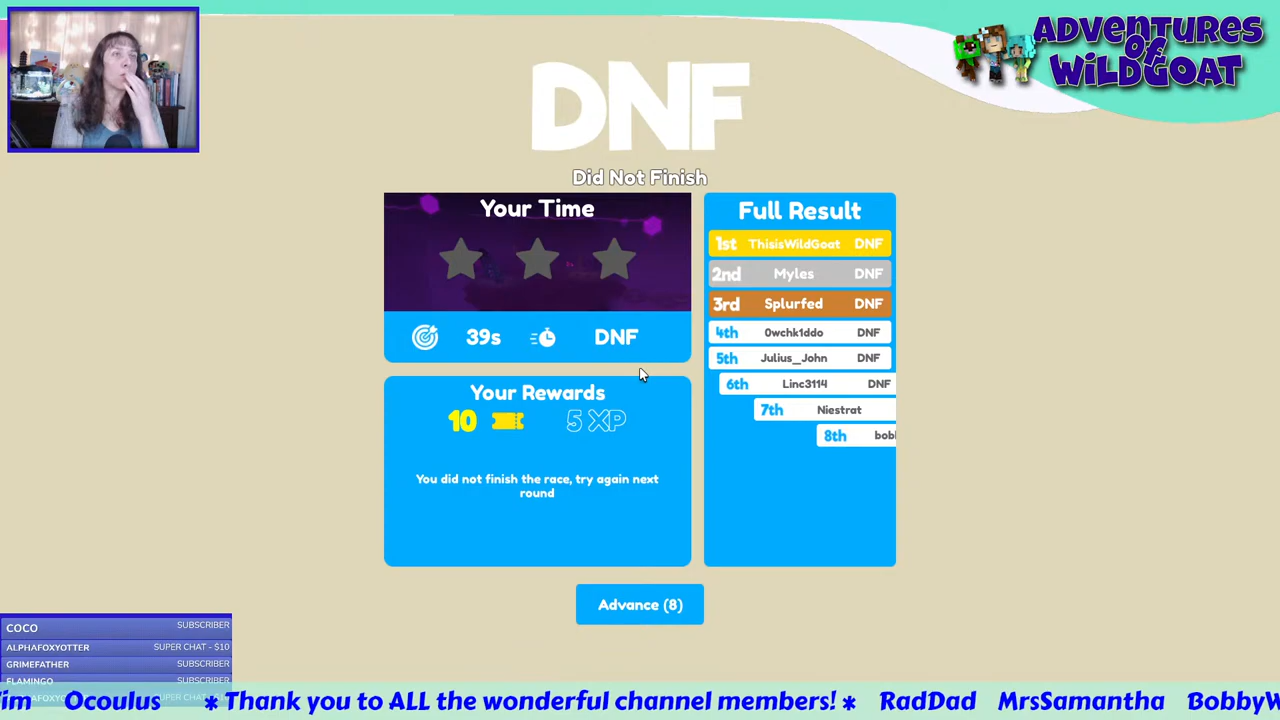 ADVENTURES
OF
WILDGOAT
DNF
Did Not Finish
Your Time
39s DNF
Your Rewards
10 5 XP
You did not finish the race, try again next
round
Full Result
1st ThisisWildGoat DNF
2nd Myles DNF
3rd Splurfed DNF
4th 0wchk1ddo DNF
5th Julius_John DNF
6th Linc3114 DNF
7th Niestrat
8th
Advance (8)
COCO SUBSCRIBER
ALPHAFOXYOTTER SUPER CHAT - $10
GRIMEFATHER SUBSCRIBER
FLAMINGO SUBSCRIBER
Ocoulus * Thank you to ALL the wonderful channel members! * RadDad MrsSamantha